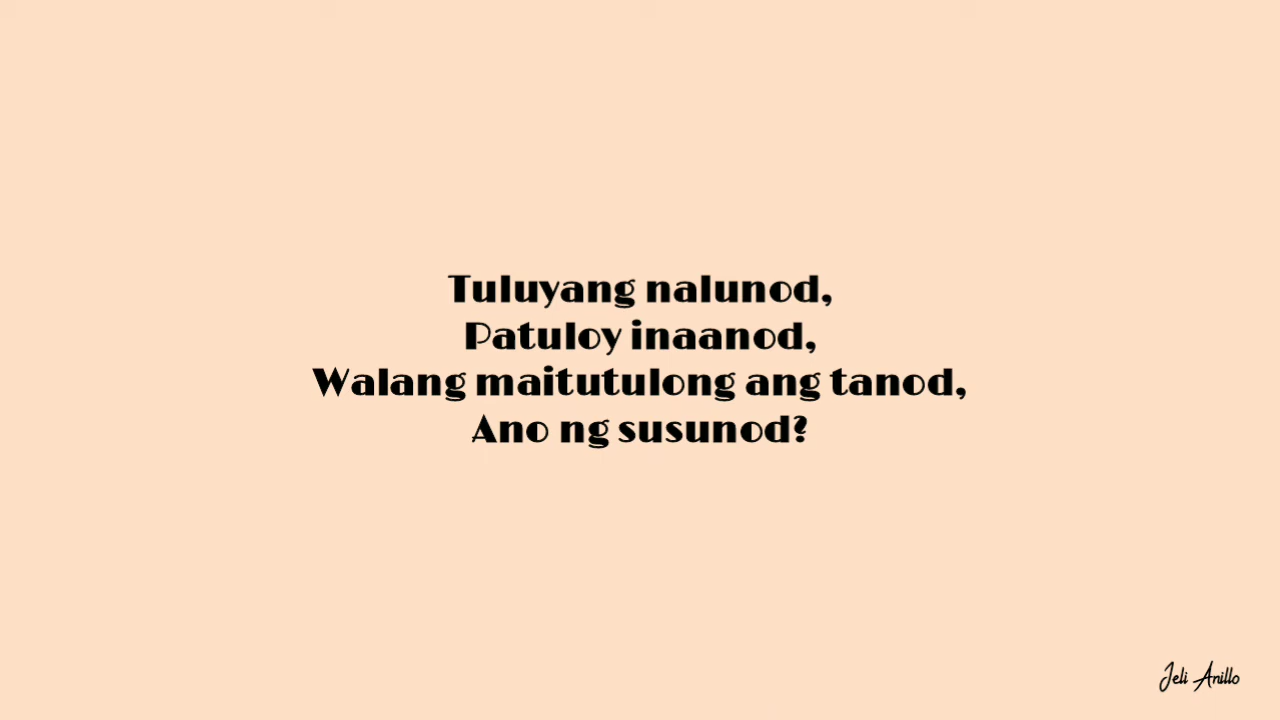 Tuluyang nalunod,
Patuloy inaanod,
Walang maitutulong ang tanod,
Ano ng susunod?
Jeli Anillo